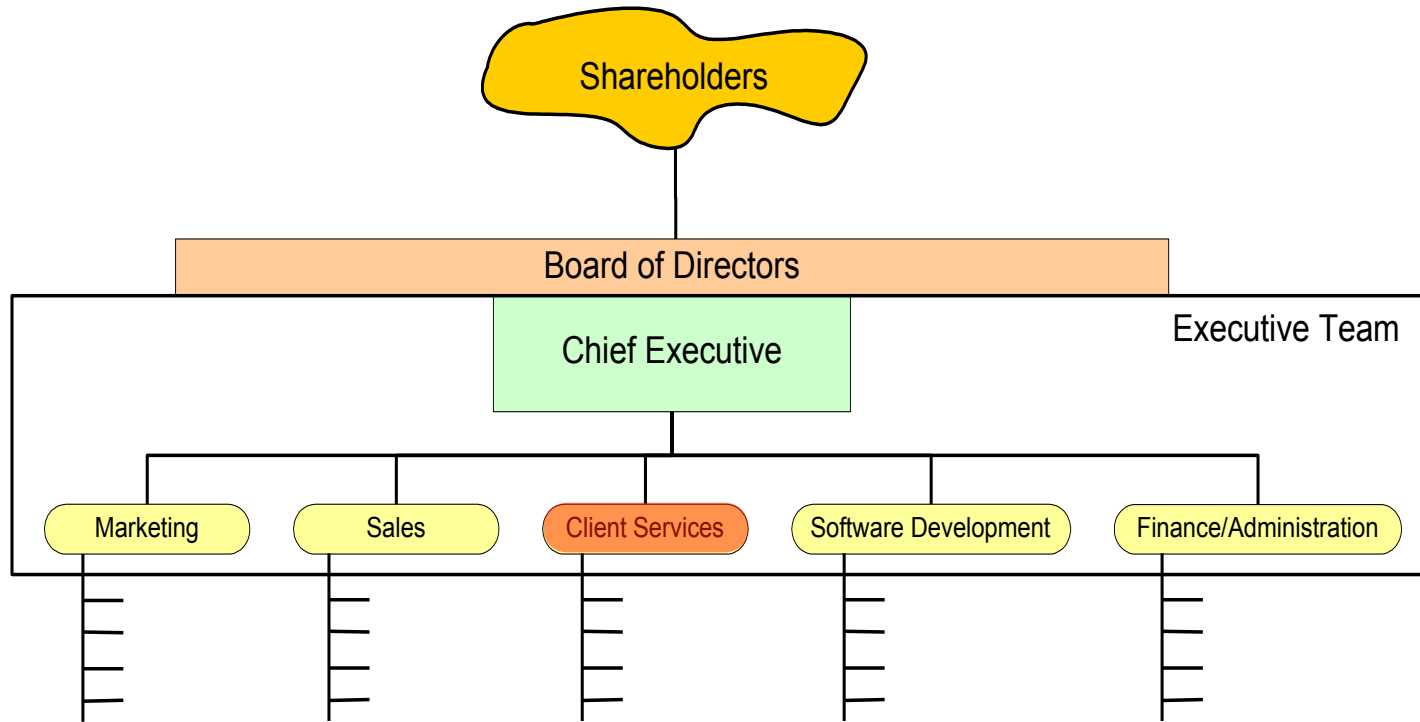 Shareholders
Board of Directors
Executive Team
Chief Executive
Marketing
Sales
Client Services
Software Development
Finance/Administration